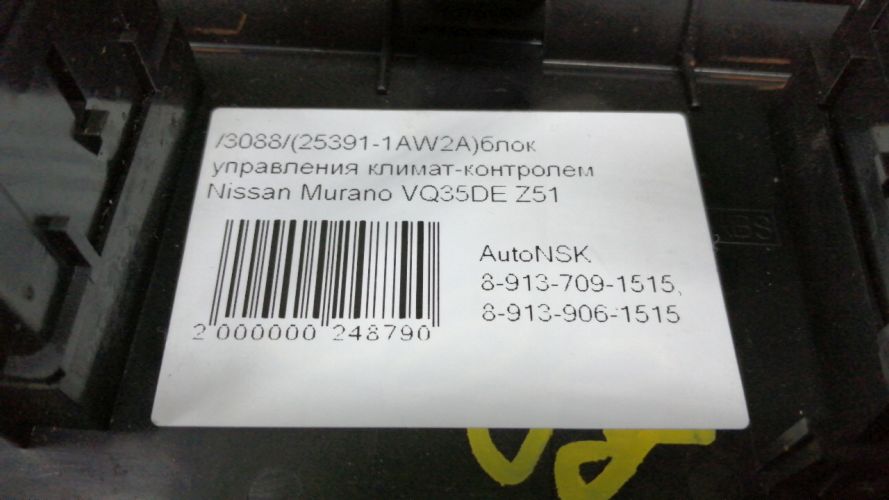 /3088/(25391-1AW2A)блок
управления климат-контролем
Nissan Murano VQ35DE Z51
AutoNSK
8-913-709-1515,
8-913-906-1515
2 000000 248790